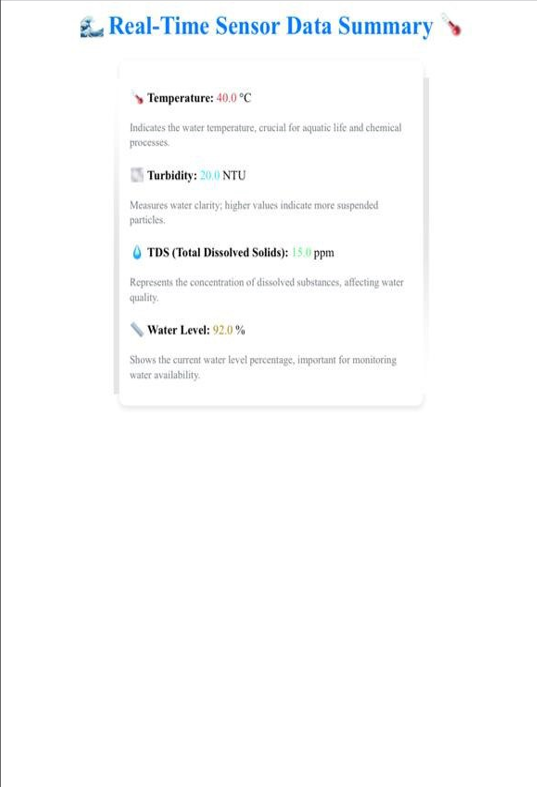 Real-Time Sensor Data Summary
Temperature: 40.0 °C
Indicates the water temperature, crucial for aquatic life and chemical
processes.
Turbidity: 20.0 NTU
Measures water clarity; higher values indicate more suspended
particles.
TDS (Total Dissolved Solids): 15.0 ppm
Represents the concentration of dissolved substances, affecting water
quality.
Water Level: 92.0 %
Shows the current water level percentage, important for monitoring
water availability.